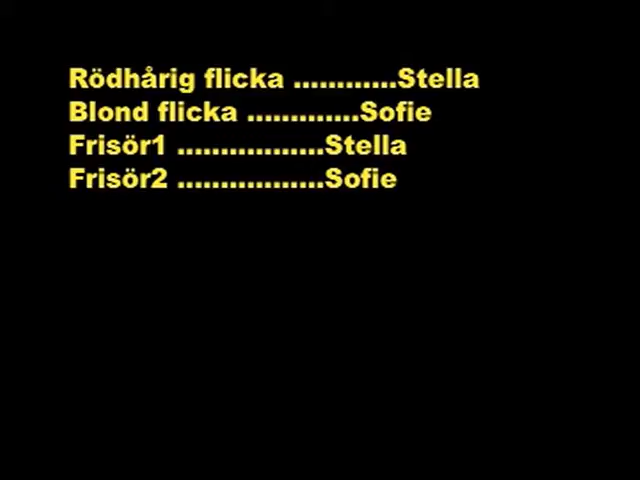 Rödhårig flicka ............Stella
Blond flicka .............Sofie
Frisör1 .................Stella
Frisör2 .................Sofie